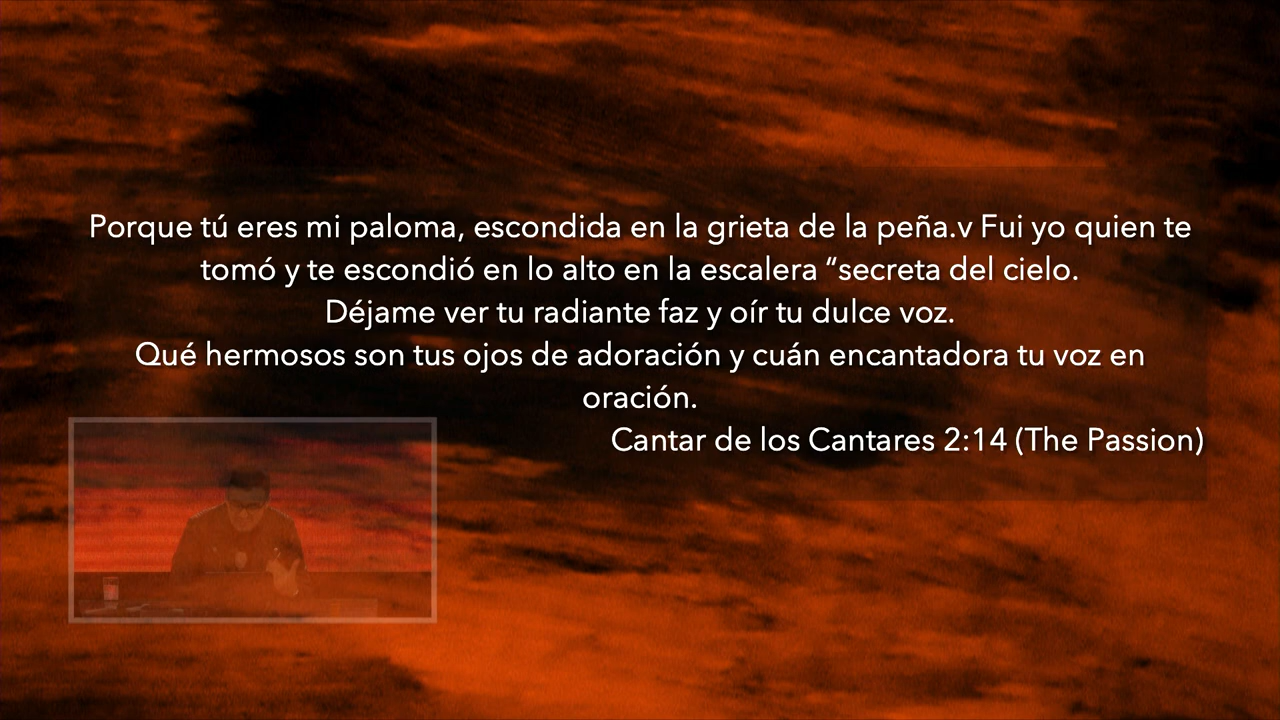 Porque tú eres mi paloma, escondida en la grieta de la peña.v Fui yo quien te
tomó y te escondió en lo alto en la escalera “secreta del cielo.
Déjame ver tu radiante faz y oír tu dulce voz.
Qué hermosos son tus ojos de adoración y cuán encantadora tu voz en
oración.
Cantar de los Cantares 2:14 (The Passion)